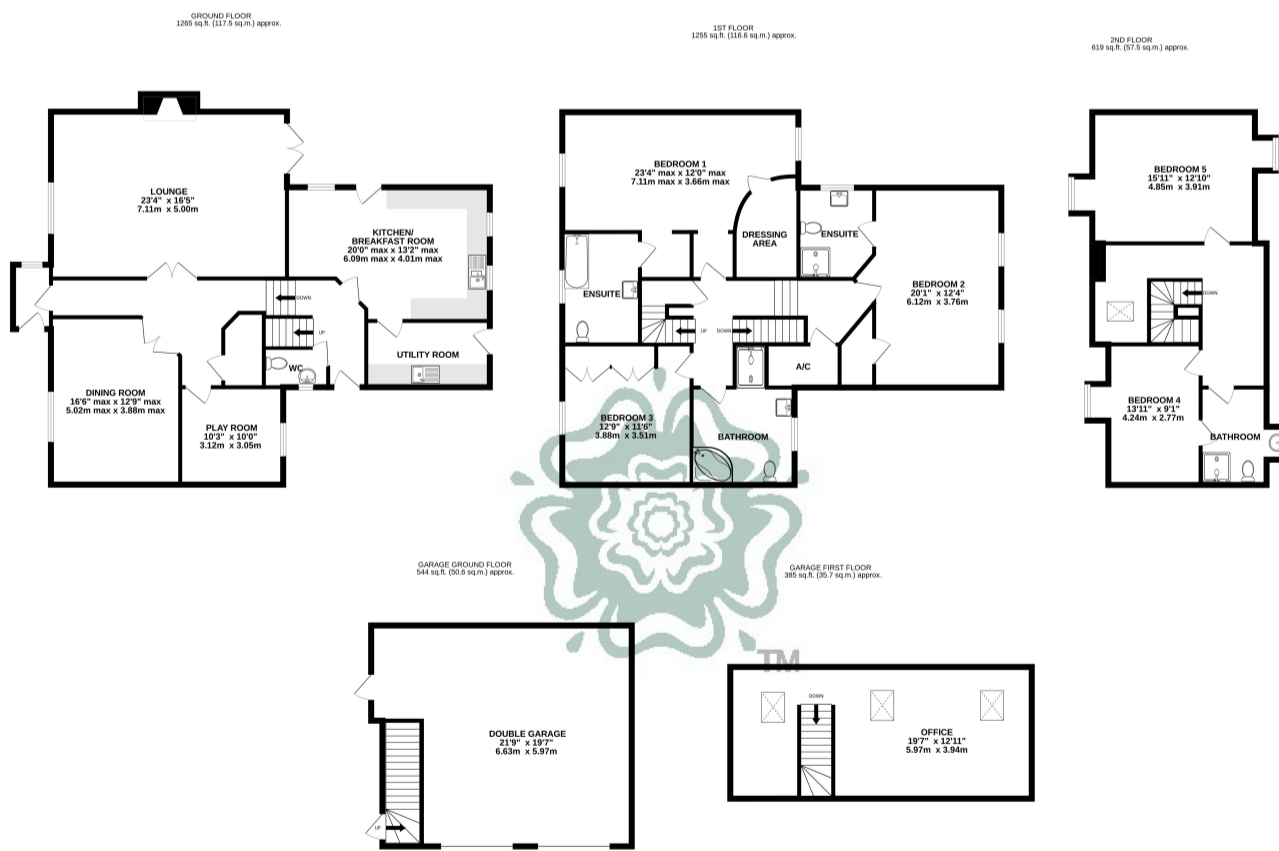 GROUND FLOOR
1265 sq.ft. (117.5 sq.m.) approx.
LOUNGE
23'4" x 16'5"
7.11m x 5.00m
KITCHEN/
BREAKFAST ROOM
20'0" max x 13'2" max
6.09m max x 4.01m max
DOWN
UP
WC
UTILITY ROOM
DINING ROOM
16'6" max x 12'9" max
5.02m max x 3.88m max
PLAY ROOM
10'3" x 10'0"
3.12m x 3.05m
1ST FLOOR
1255 sq.ft. (116.6 sq.m.) approx.
BEDROOM 1
23'4" max x 12'0" max
7.11m max x 3.66m max
DRESSING
AREA
ENSUITE
ENSUITE
BEDROOM 2
20'1" x 12'4"
6.12m x 3.76m
UP
DOWN
A/C
BEDROOM 3
12'9" x 11'6"
3.88m x 3.51m
BATHROOM
2ND FLOOR
619 sq.ft. (57.5 sq.m.) approx.
BEDROOM 5
15'11" x 12'10"
4.85m x 3.91m
DOWN
BEDROOM 4
13'11" x 9'1"
4.24m x 2.77m
BATHROOM
GARAGE GROUND FLOOR
544 sq.ft. (50.6 sq.m.) approx.
DOUBLE GARAGE
21'9" x 19'7"
6.63m x 5.97m
UP
GARAGE FIRST FLOOR
385 sq.ft. (35.7 sq.m.) approx.
TM
DOWN
OFFICE
19'7" x 12'11"
5.97m x 3.94m